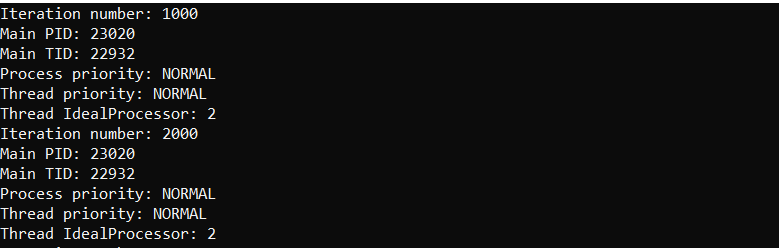 Iteration number: 1000
Main PID: 23020
Main TID: 22932
Process priority: NORMAL
Thread priority: NORMAL
Thread IdealProcessor: 2
Iteration number: 2000
Main PID: 23020
Main TID: 22932
Process priority: NORMAL
Thread priority: NORMAL
Thread IdealProcessor: 2